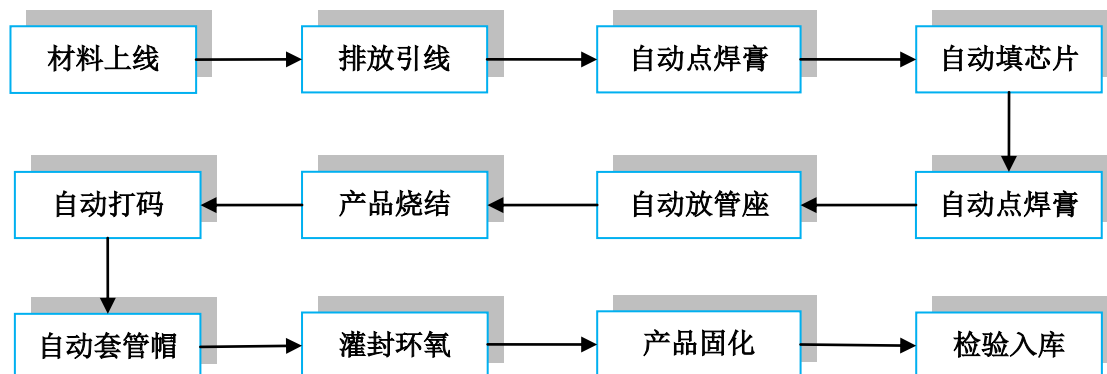 材料上线
排放引线
自动点焊膏
自动填芯片
自动点焊膏
自动放管座
产品烧结
自动打码
自动套管帽
灌封环氧
产品固化
检验入库